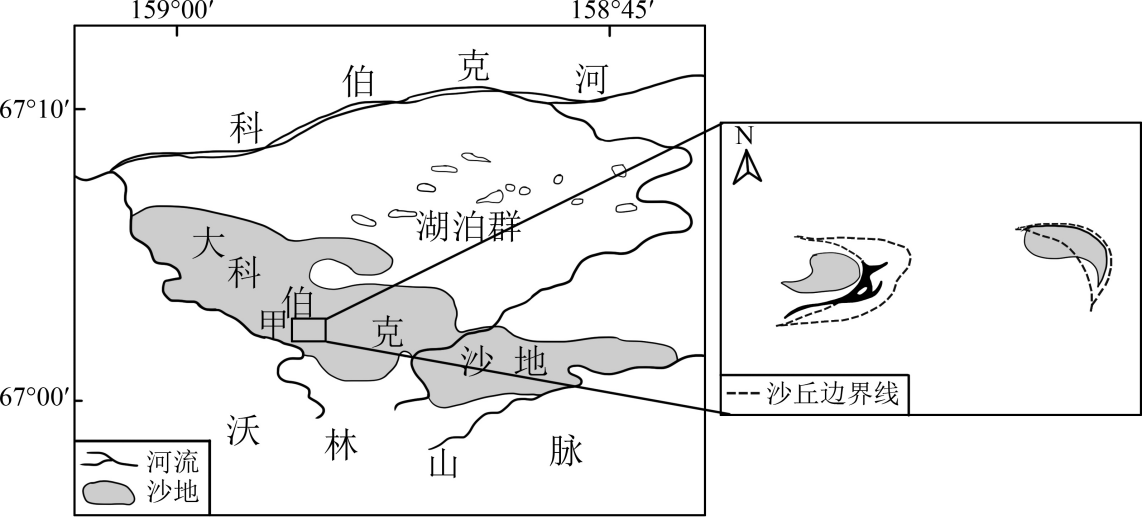 159°00′
158°45′
67°10′
67°00′
科伯克河
湖泊群
大科伯克沙地
甲
沃林山脉
河流
沙地
N
沙丘边界线